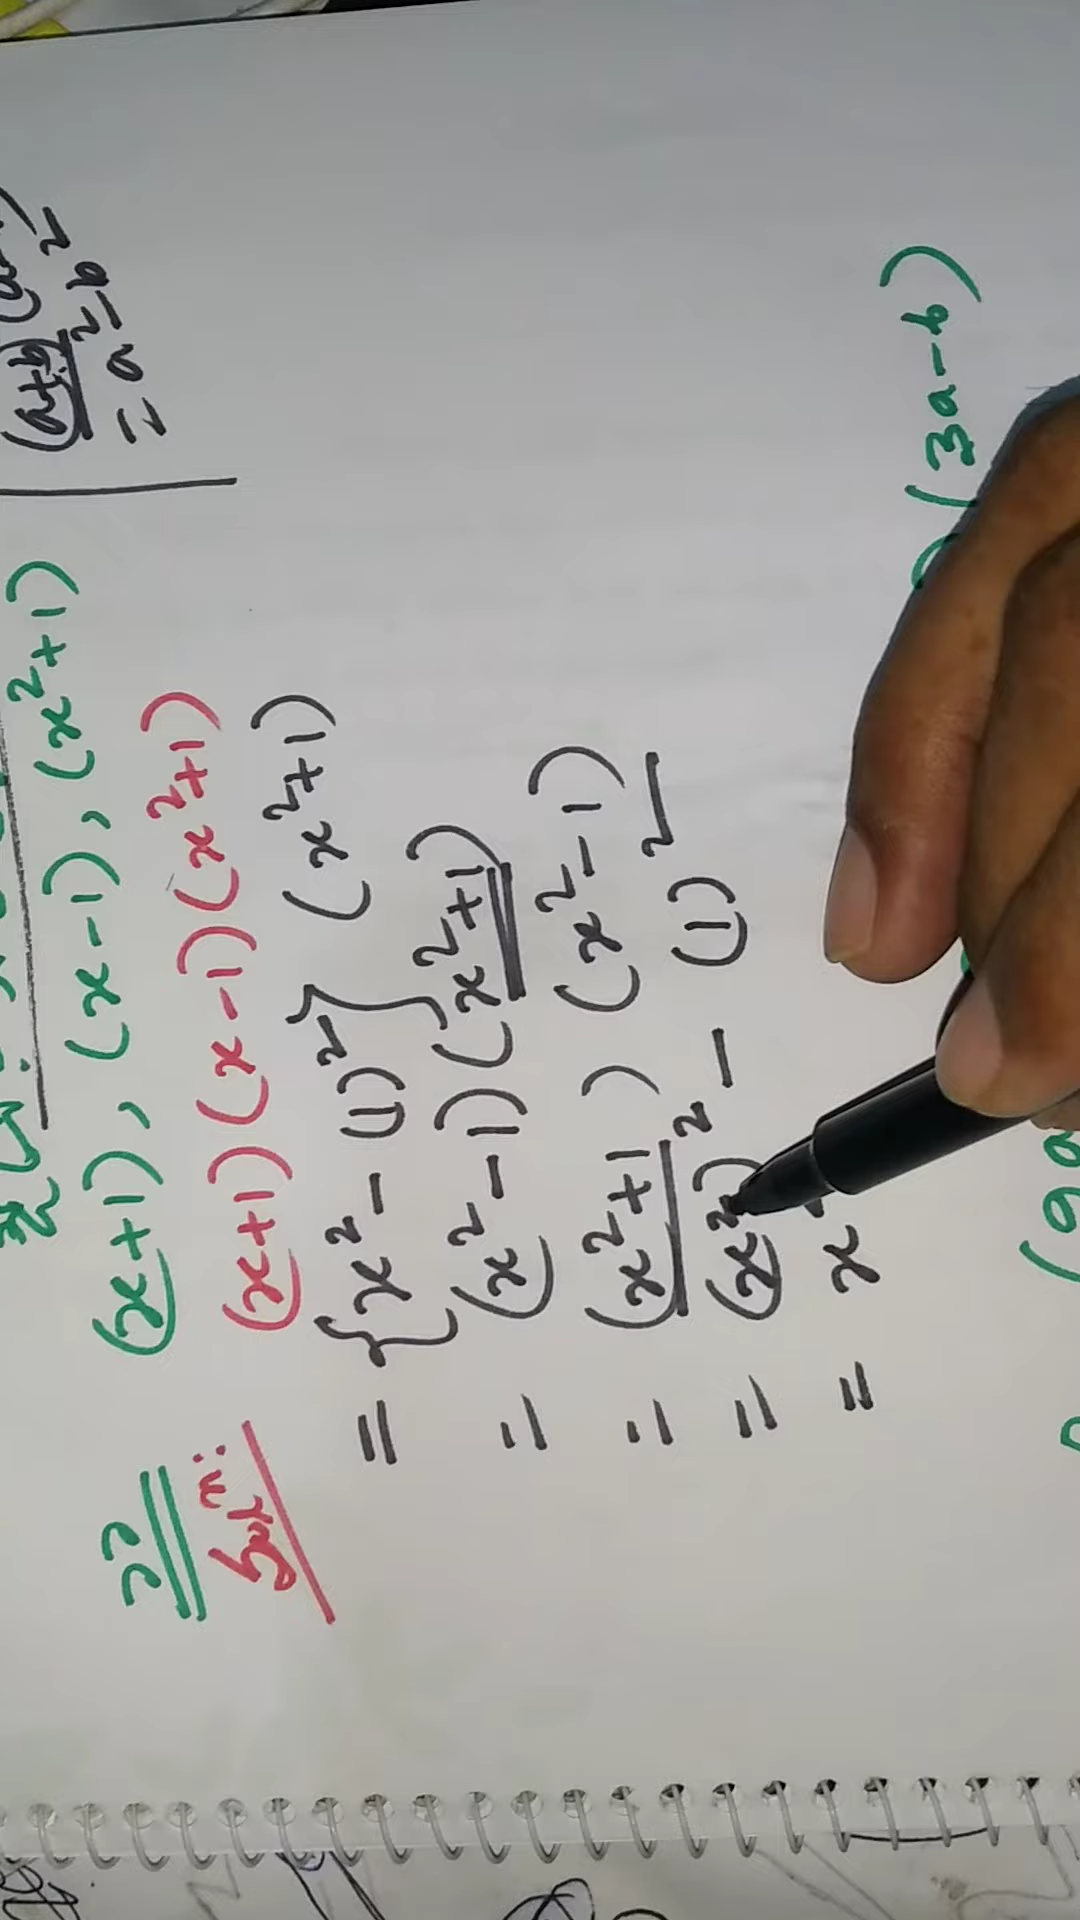 (a+b)
= a²-b²
(x+1), (x-1), (x²+1)
Solⁿ:
(x+1)(x-1)(x²+1)
= {x² - (1)²} (x²+1)
= (x²-1)(x²+1)
= (x²+1) (x²-1)
= (x²)² - (1)²
= x
(3a-b)
(9a